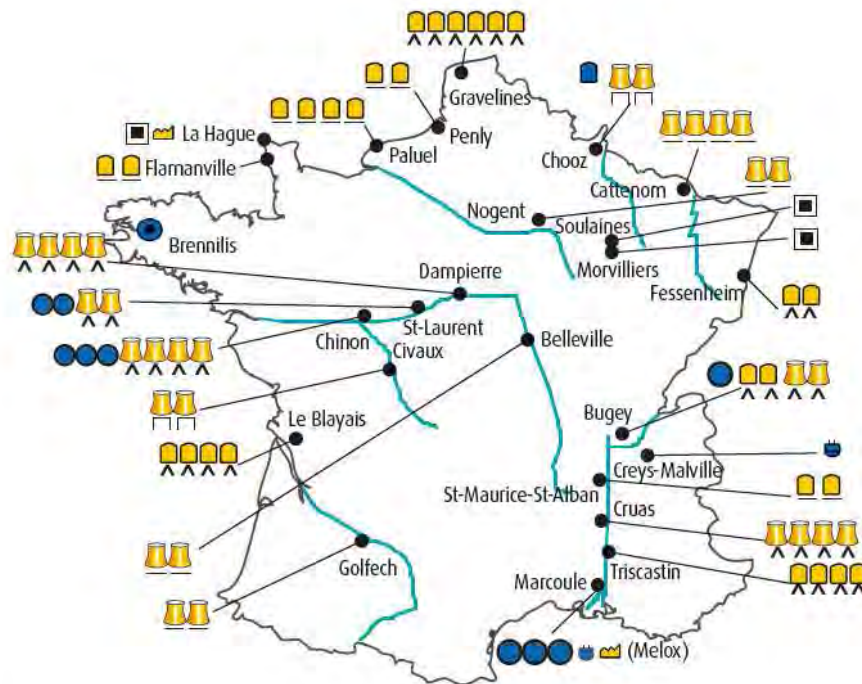 Gravelines
Penly
Paluel
La Hague
Flamanville
Chooz
Cattenom
Nogent
Soulaines
Morvilliers
Brennilis
Dampierre
Fessenheim
St-Laurent
Chinon
Belleville
Civaux
Le Blayais
Bugey
Creys-Malville
St-Maurice-St-Alban
Cruas
Golfech
Triscastin
Marcoule
(Melox)